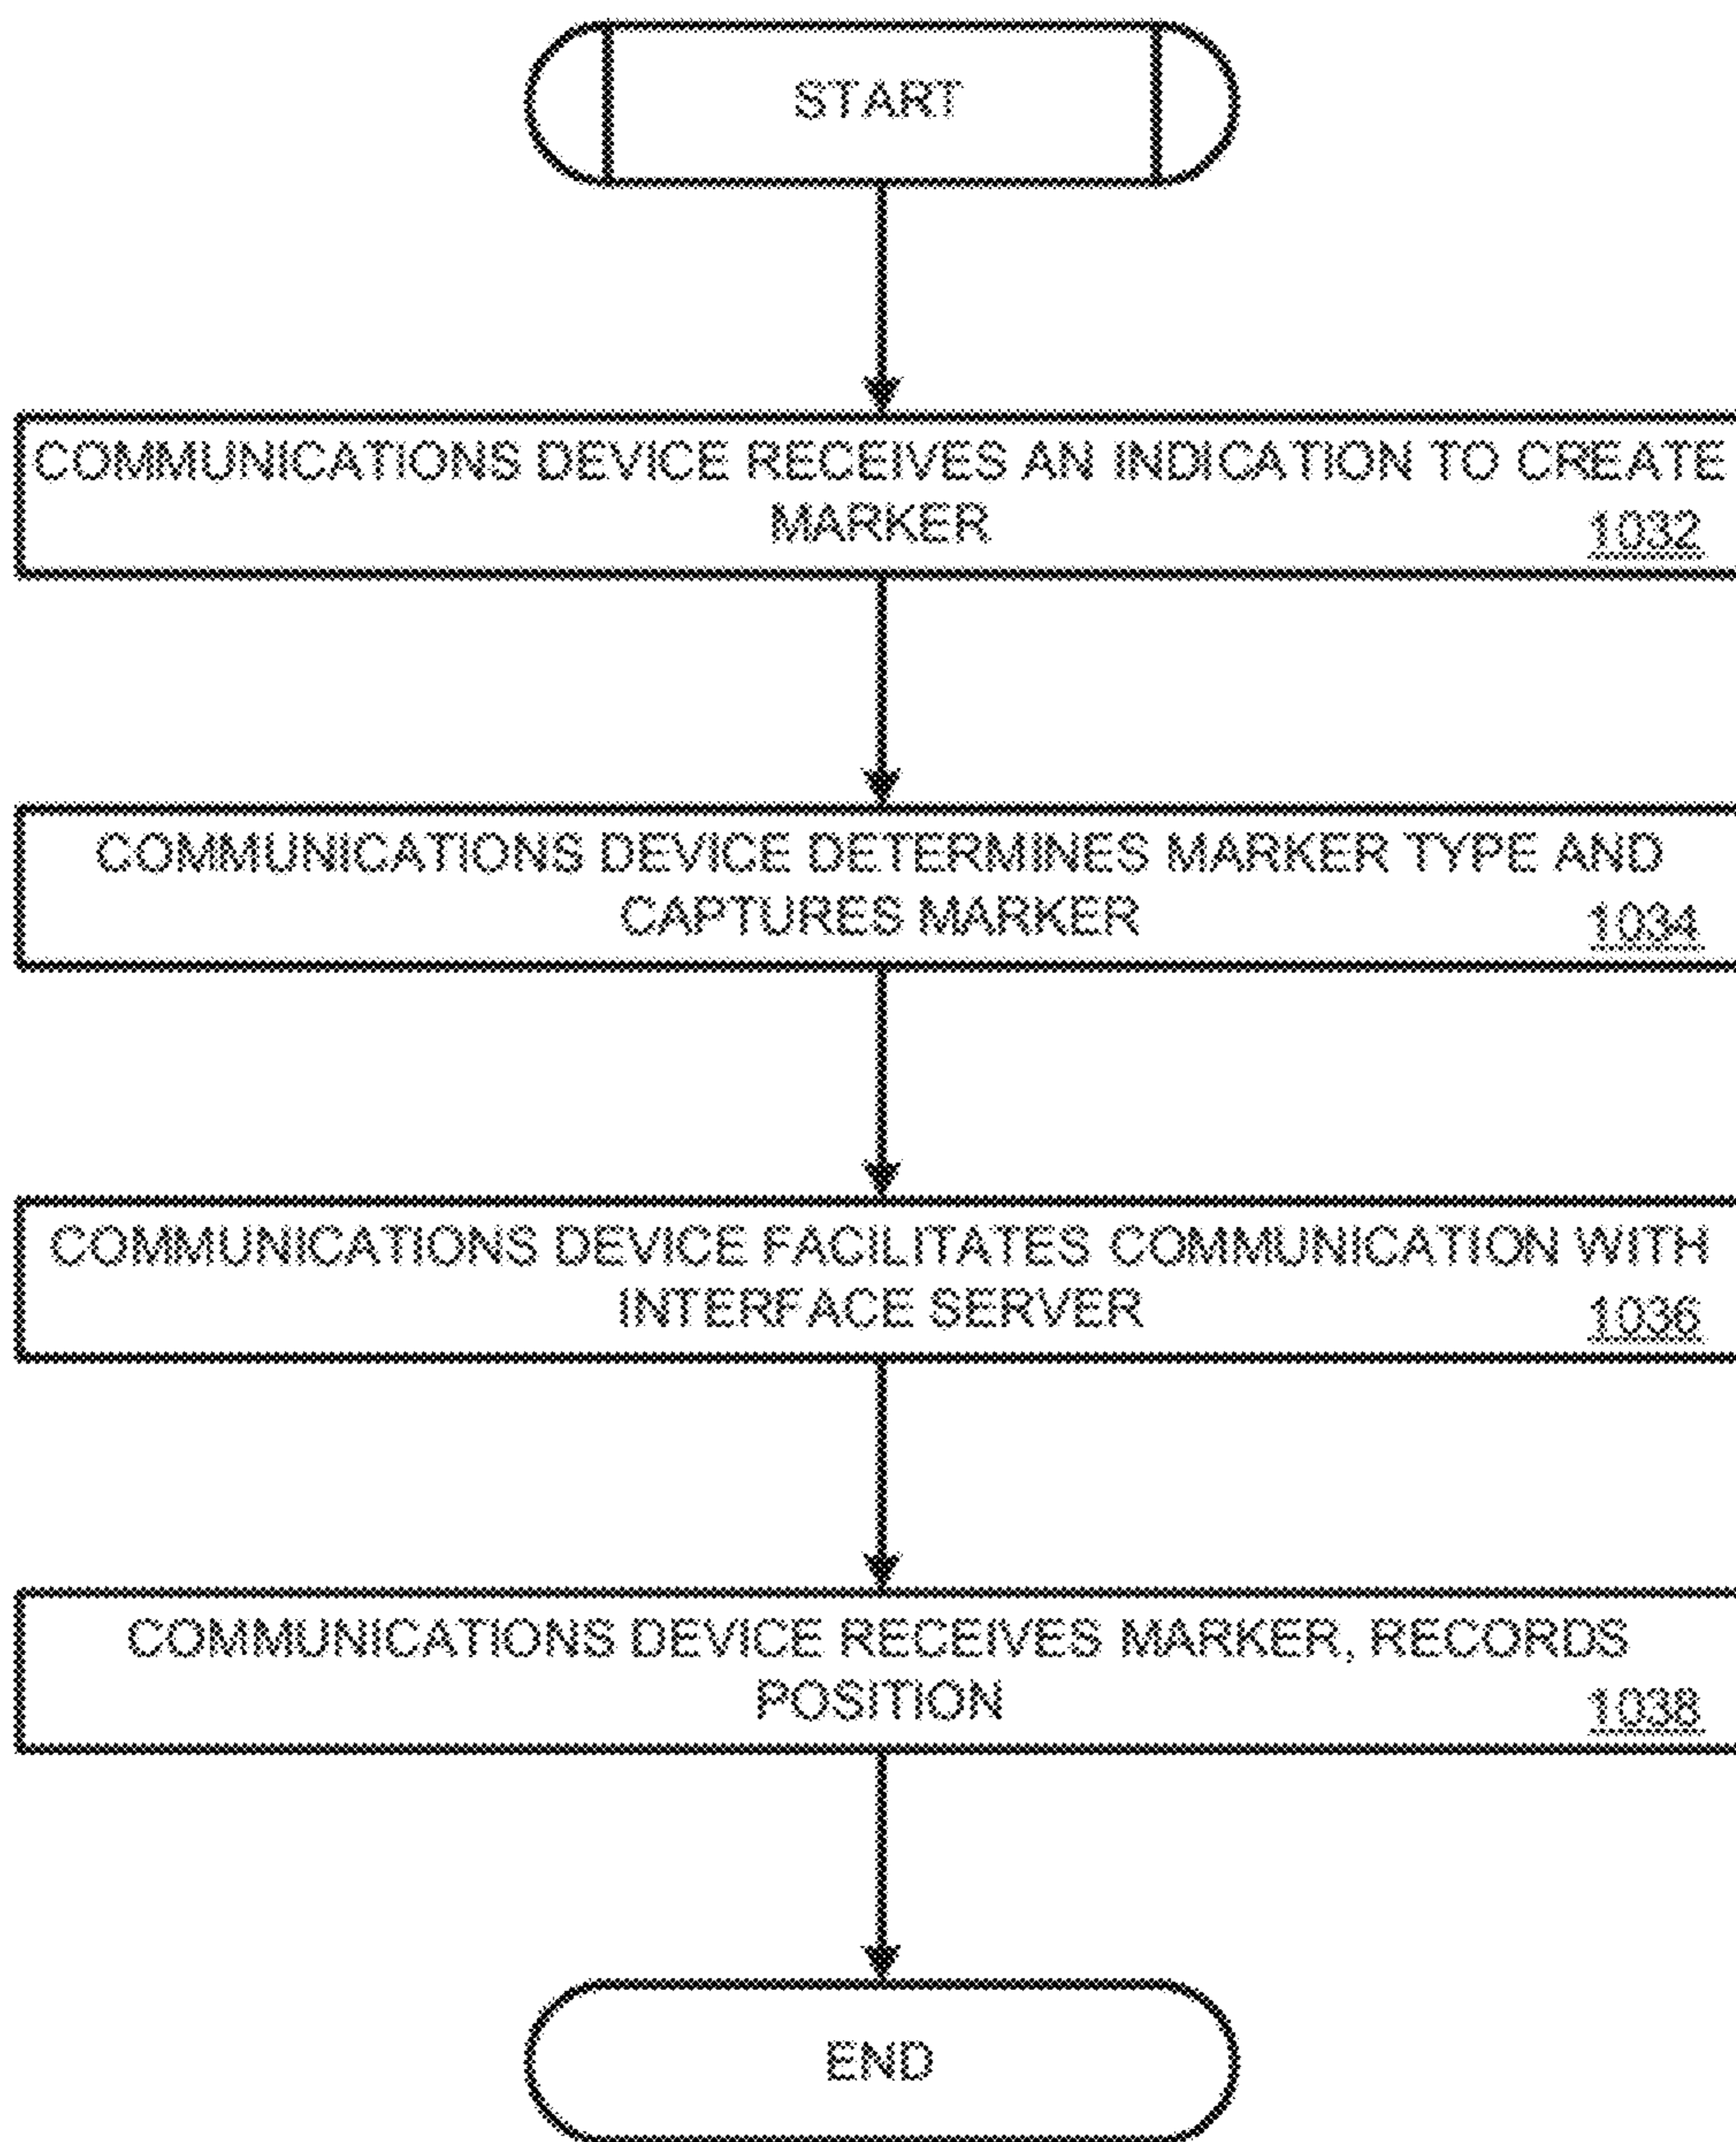 START
COMMUNICATIONS DEVICE RECEIVES AN INDICATION TO CREATE
MARKER
1032
COMMUNICATIONS DEVICE DETERMINES MARKER TYPE AND
CAPTURES MARKER
1034
COMMUNICATIONS DEVICE FACILITATES COMMUNICATION WITH
INTERFACE SERVER
1036
COMMUNICATIONS DEVICE RECEIVES MARKER, RECORDS
POSITION
1038
END